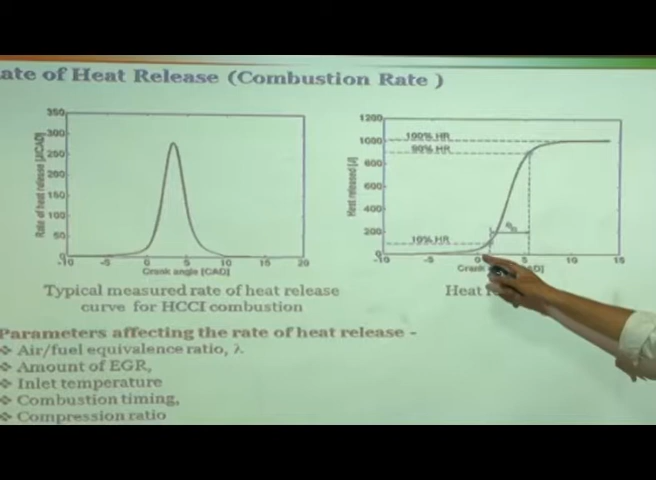 ate of Heat Release (Combustion Rate )
350
300
250
200
150
100
50
0
Rate of heat release [J/CAD]
-10 -5 0 5 10 15 20
Crank angle [CAD]
1200
1000
800
600
400
200
0
Heat released [J]
100% HR
90% HR
10% HR
-10 -5 0 5 10 15
Crank AD]
Typical measured rate of heat release
curve for HCCI combustion
Heat
Parameters affecting the rate of heat release -
❖ Air/fuel equivalence ratio, λ
❖ Amount of EGR,
❖ Inlet temperature
❖ Combustion timing,
❖ Compression ratio